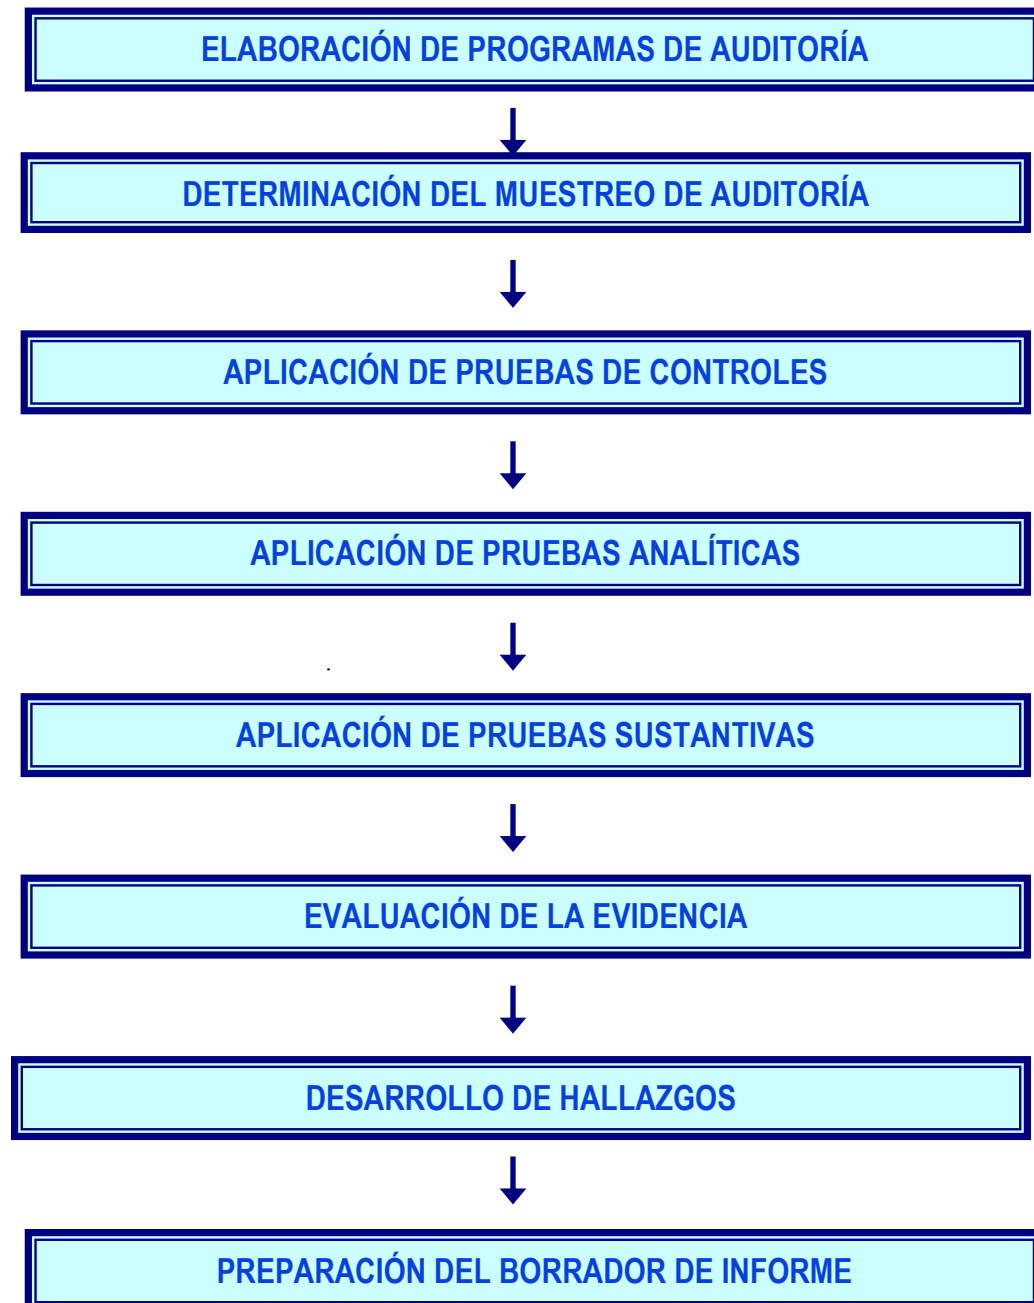 ELABORACIÓN DE PROGRAMAS DE AUDITORÍA
DETERMINACIÓN DEL MUESTREO DE AUDITORÍA
APLICACIÓN DE PRUEBAS DE CONTROLES
APLICACIÓN DE PRUEBAS ANALÍTICAS
.
APLICACIÓN DE PRUEBAS SUSTANTIVAS
EVALUACIÓN DE LA EVIDENCIA
DESARROLLO DE HALLAZGOS
PREPARACIÓN DEL BORRADOR DE INFORME